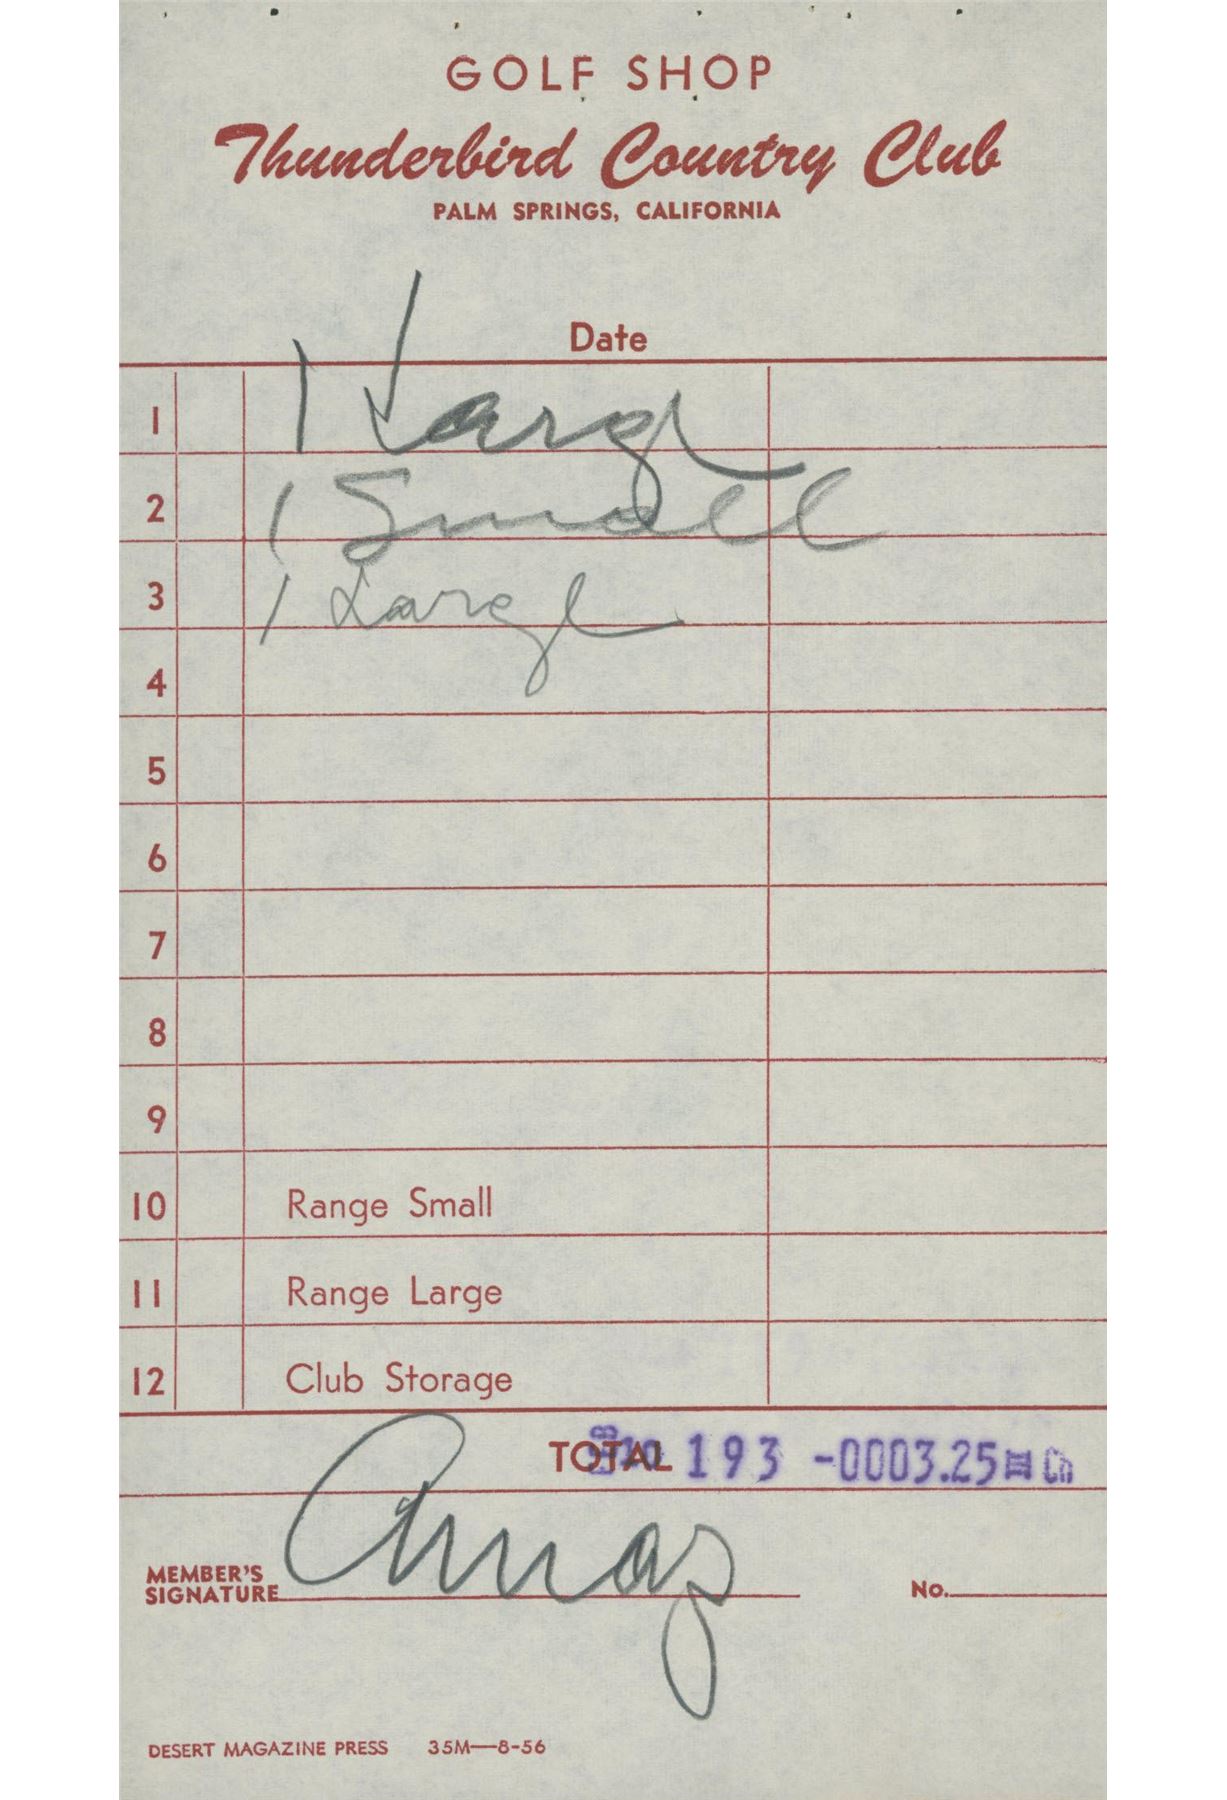 GOLF SHOP
Thunderbird Country Club
PALM SPRINGS, CALIFORNIA
Date
1 1 Large
2 1 Small
3 1 Large
4
5
6
7
8
9
10 Range Small
11 Range Large
12 Club Storage
TOTAL 193 -0003.25
MEMBER'S
SIGNATURE No.
DESERT MAGAZINE PRESS 35M—8-56